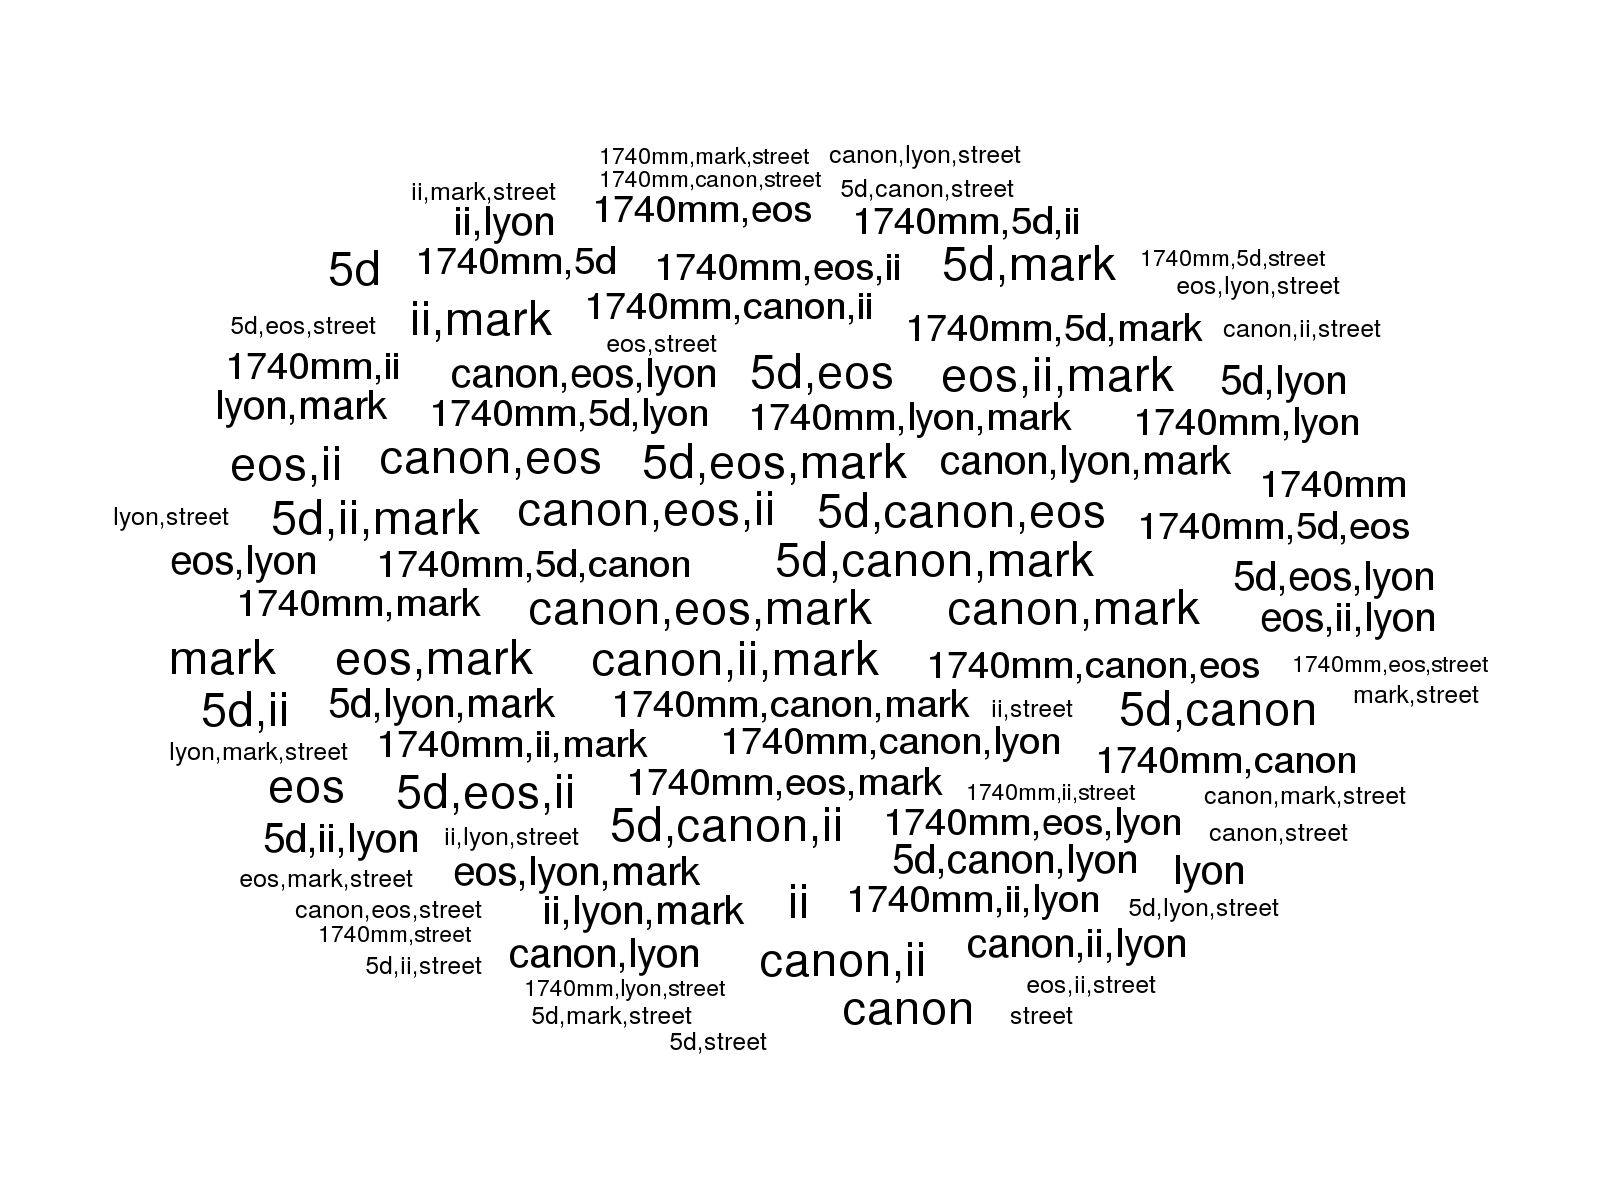 1740mm,mark,street canon,lyon,street
1740mm,canon,street 5d,canon,street
ii,mark,street
ii,lyon 1740mm,eos 1740mm,5d,ii
5d 1740mm,5d 1740mm,eos,ii 5d,mark 1740mm,5d,street
eos,lyon,street
5d,eos,street ii,mark 1740mm,canon,ii 1740mm,5d,mark canon,ii,street
eos,street
1740mm,ii canon,eos,lyon 5d,eos eos,ii,mark 5d,lyon
lyon,mark 1740mm,5d,lyon 1740mm,lyon,mark 1740mm,lyon
eos,ii canon,eos 5d,eos,mark canon,lyon,mark
1740mm
lyon,street 5d,ii,mark canon,eos,ii 5d,canon,eos 1740mm,5d,eos
eos,lyon 1740mm,5d,canon 5d,canon,mark 5d,eos,lyon
1740mm,mark canon,eos,mark canon,mark eos,ii,lyon
mark eos,mark canon,ii,mark 1740mm,canon,eos 1740mm,eos,street
mark,street
5d,ii 5d,lyon,mark 1740mm,canon,mark ii,street 5d,canon
lyon,mark,street 1740mm,ii,mark 1740mm,canon,lyon 1740mm,canon
eos 5d,eos,ii 1740mm,eos,mark 1740mm,ii,street canon,mark,street
5d,ii,lyon ii,lyon,street 5d,canon,ii 1740mm,eos,lyon canon,street
eos,mark,street eos,lyon,mark 5d,canon,lyon lyon
canon,eos,street ii,lyon,mark ii 1740mm,ii,lyon 5d,lyon,street
1740mm,street
5d,ii,street canon,lyon canon,ii canon,ii,lyon
1740mm,lyon,street eos,ii,street
5d,mark,street canon street
5d,street